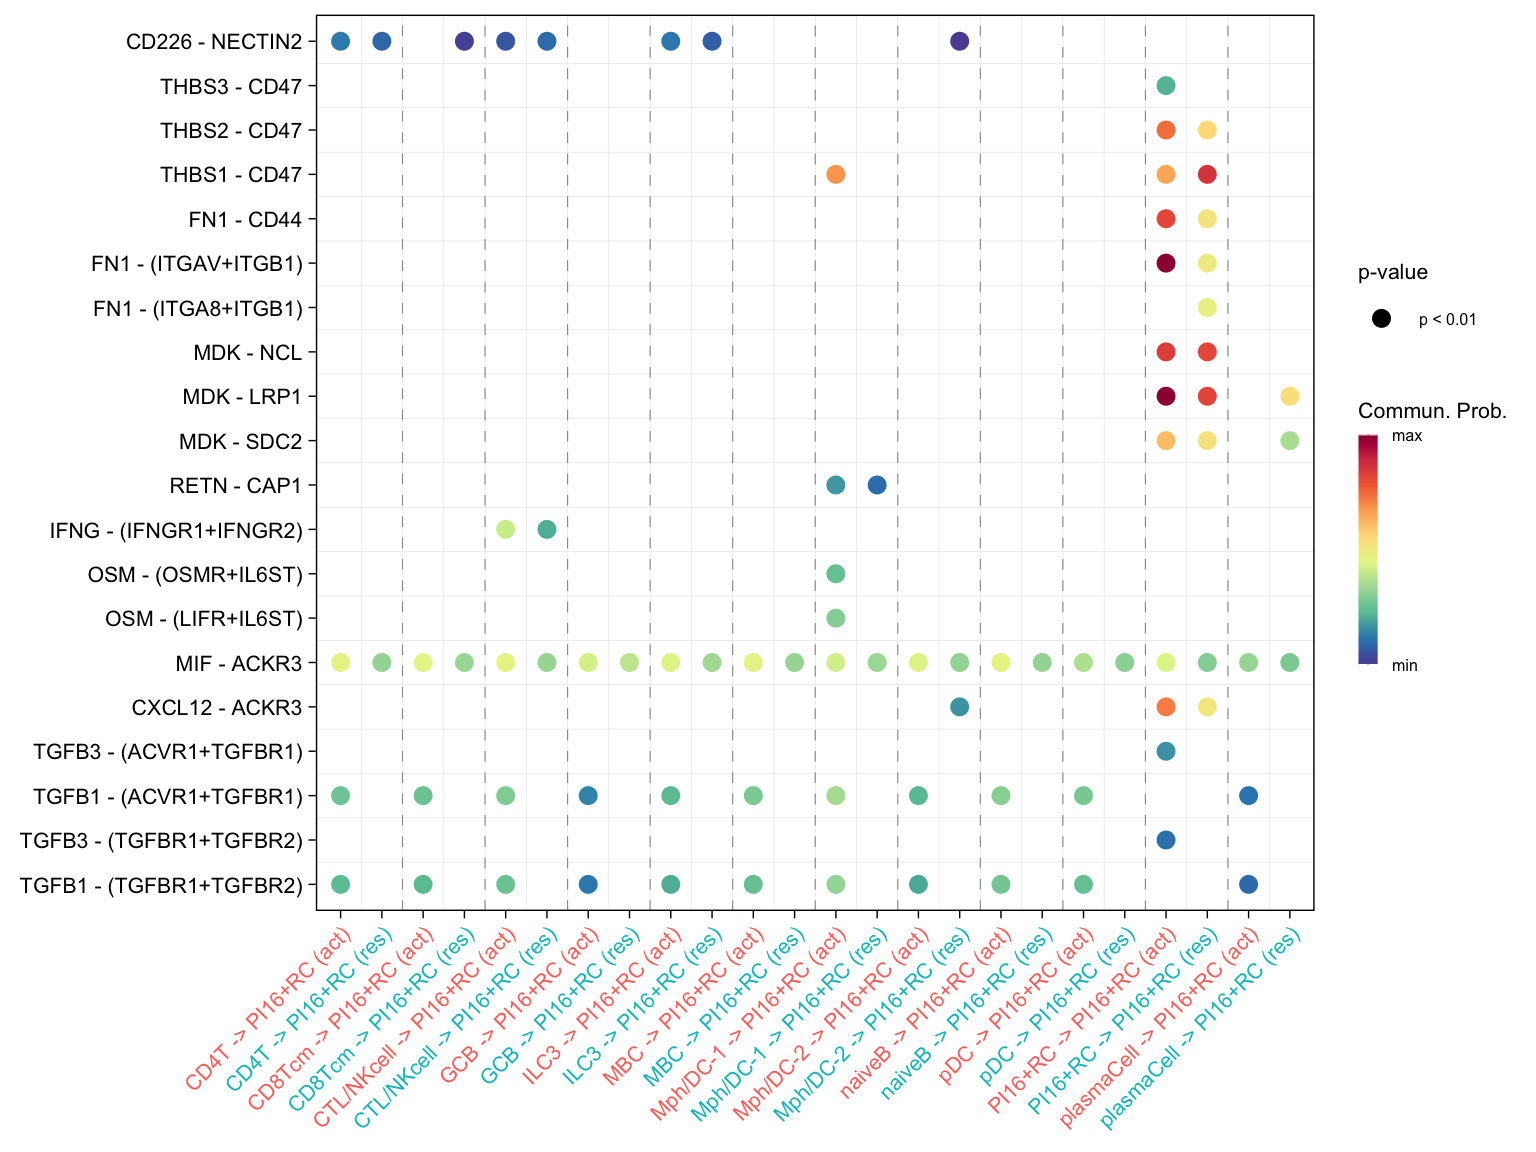 CD226 - NECTIN2
THBS3 - CD47
THBS2 - CD47
THBS1 - CD47
FN1 - CD44
FN1 - (ITGAV+ITGB1)
FN1 - (ITGA8+ITGB1)
MDK - NCL
MDK - LRP1
MDK - SDC2
RETN - CAP1
IFNG - (IFNGR1+IFNGR2)
OSM - (OSMR+IL6ST)
OSM - (LIFR+IL6ST)
MIF - ACKR3
CXCL12 - ACKR3
TGFB3 - (ACVR1+TGFBR1)
TGFB1 - (ACVR1+TGFBR1)
TGFB3 - (TGFBR1+TGFBR2)
TGFB1 - (TGFBR1+TGFBR2)
CD4T -> PI16+RC (act)
CD4T -> PI16+RC (res)
CD8Tcm -> PI16+RC (act)
CD8Tcm -> PI16+RC (res)
CTL/NKcell -> PI16+RC (act)
CTL/NKcell -> PI16+RC (res)
GCB -> PI16+RC (act)
GCB -> PI16+RC (res)
ILC3 -> PI16+RC (act)
ILC3 -> PI16+RC (res)
MBC -> PI16+RC (act)
MBC -> PI16+RC (res)
Mph/DC-1 -> PI16+RC (act)
Mph/DC-1 -> PI16+RC (res)
Mph/DC-2 -> PI16+RC (act)
Mph/DC-2 -> PI16+RC (res)
naiveB -> PI16+RC (act)
naiveB -> PI16+RC (res)
pDC -> PI16+RC (act)
pDC -> PI16+RC (res)
PI16+RC -> PI16+RC (act)
PI16+RC -> PI16+RC (res)
plasmaCell -> PI16+RC (act)
plasmaCell -> PI16+RC (res)
p-value
p < 0.01
Commun. Prob.
max
min